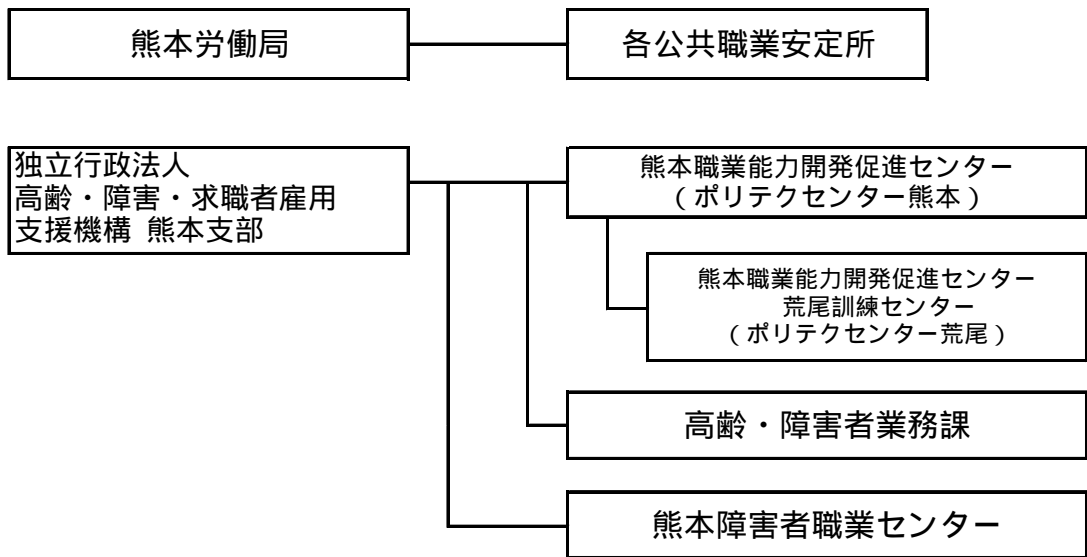 熊本労働局
各公共職業安定所
独立行政法人
高齢・障害・求職者雇用
支援機構 熊本支部
熊本職業能力開発促進センター
（ポリテクセンター熊本）
熊本職業能力開発促進センター
荒尾訓練センター
（ポリテクセンター荒尾）
高齢・障害者業務課
熊本障害者職業センター